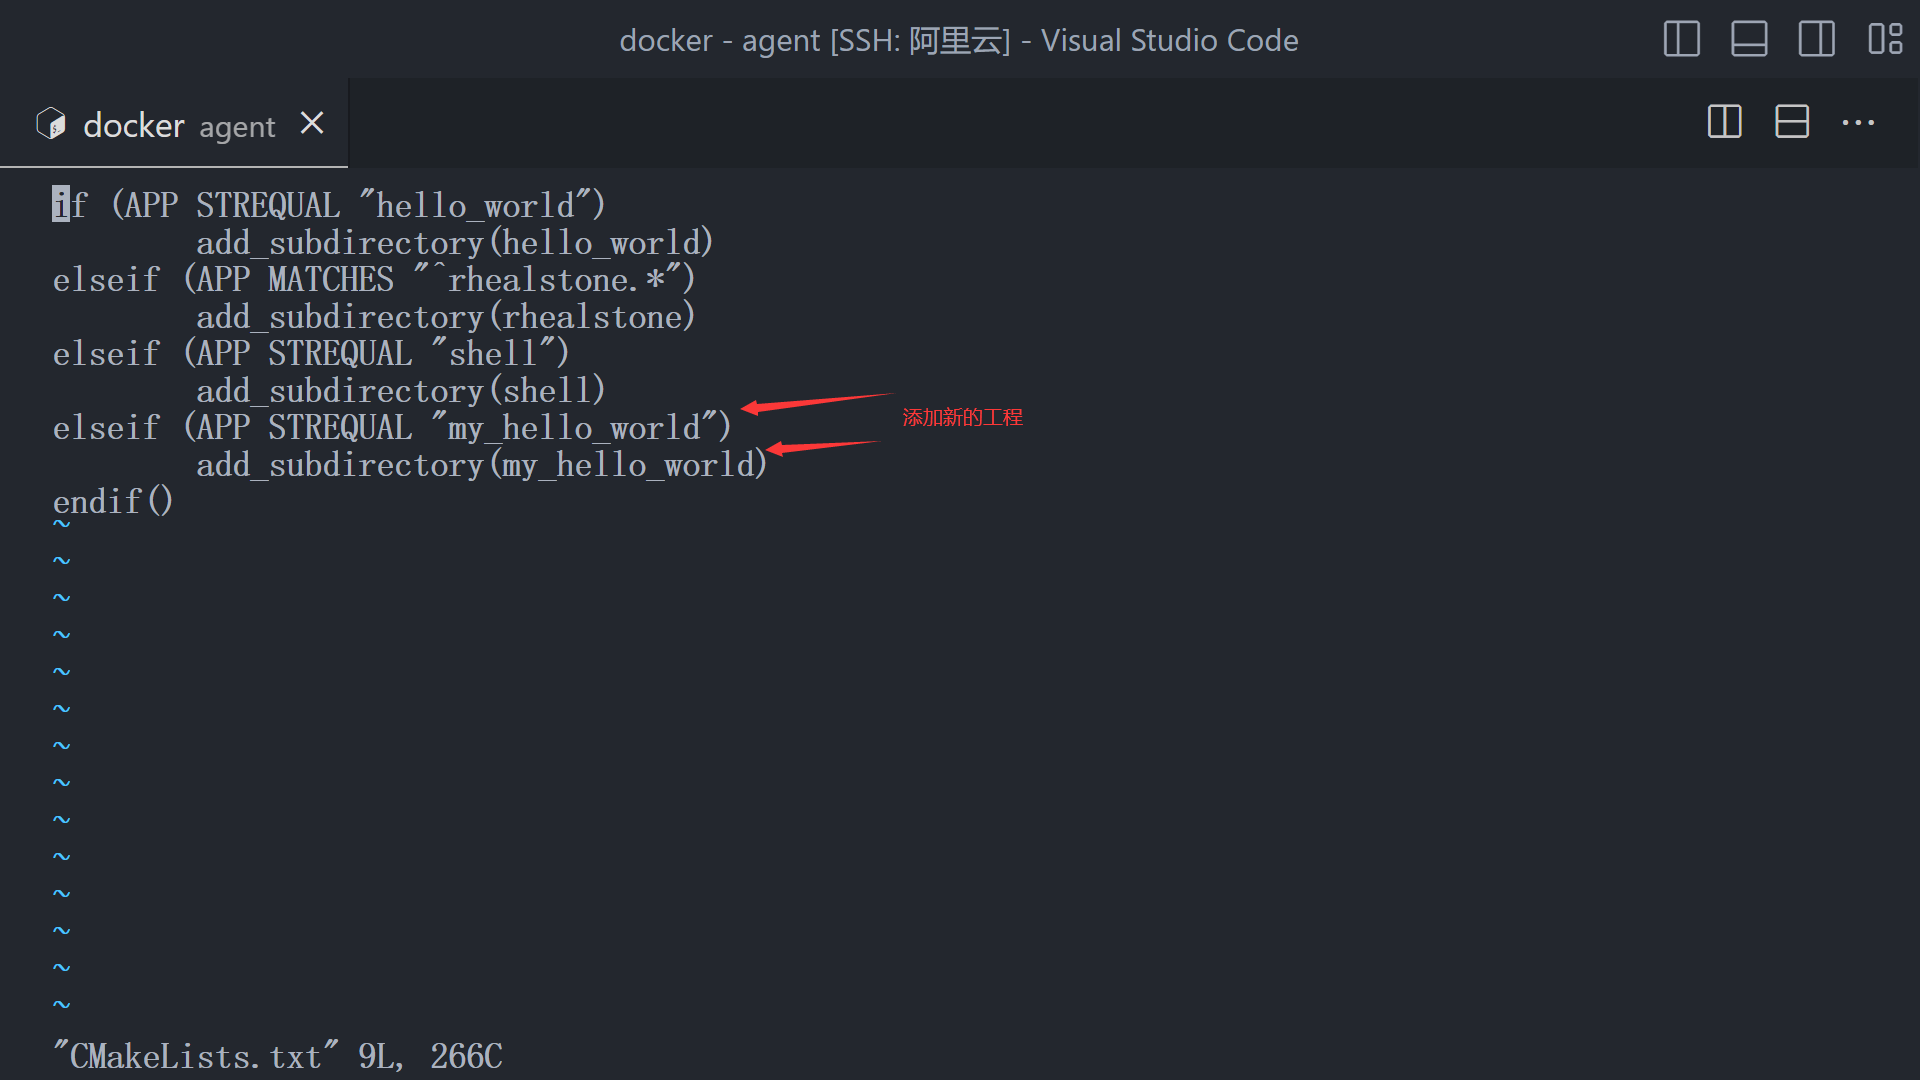 docker - agent [SSH: 阿里云] - Visual Studio Code
docker agent
if (APP STREQUAL "hello_world")
        add_subdirectory(hello_world)
elseif (APP MATCHES "^rhealstone.*")
        add_subdirectory(rhealstone)
elseif (APP STREQUAL "shell")
        add_subdirectory(shell)
elseif (APP STREQUAL "my_hello_world")
添加新的工程
        add_subdirectory(my_hello_world)
endif()
~
~
~
~
~
~
~
~
~
~
~
~
~
~
"CMakeLists.txt" 9L, 266C